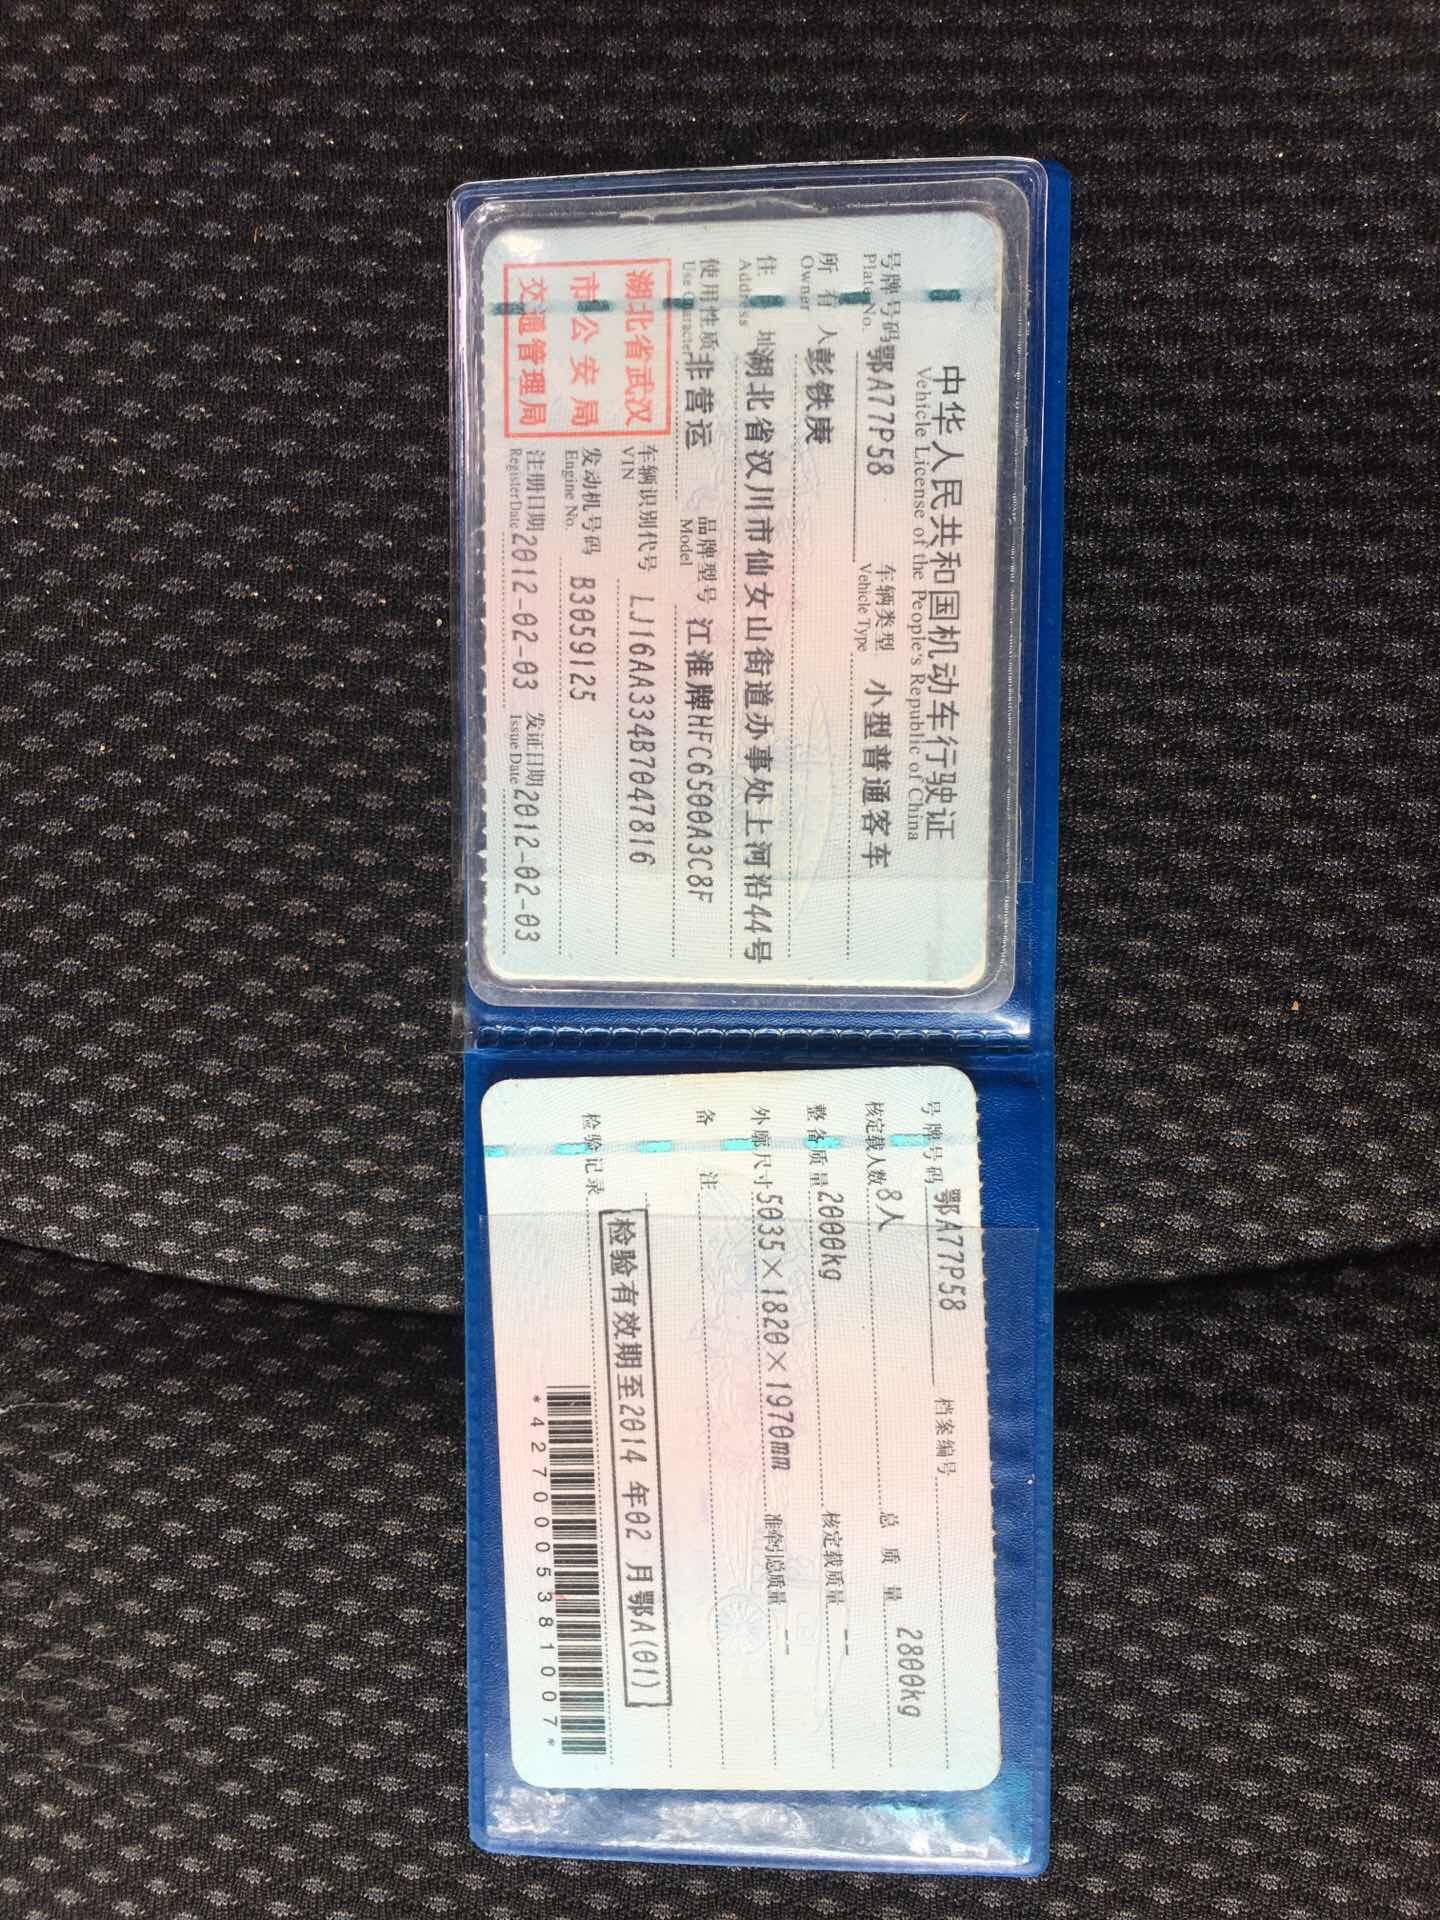 中华人民共和国机动车行驶证
Vehicle License of the People's Republic of China
号牌号码 鄂A77P58 车辆类型 小型普通客车
Plate No. Vehicle Type
所有人 彭铁庚
Owner
住址 湖北省汉川市仙女山街道办事处上河沿44号
Address
使用性质 非营运 品牌型号 江淮牌HFC6500A3C8F
Use Character Model
湖北省武汉
市公安局
交通管理局
车辆识别代号 LJ16AA334B7047816
VIN
发动机号码 B3059125
Engine No.
注册日期 2012-02-03 发证日期 2012-02-03
Register Date Issue Date
号牌号码 鄂A77P58 档案编号
核定载人数 8人 总质量 2800kg
整备质量 2000kg 核定载质量 --
外廓尺寸 5035×1820×1970mm 准牵引总质量 --
备注
检验记录 检验有效期至2014年02月鄂A(01)
*4270005381007*